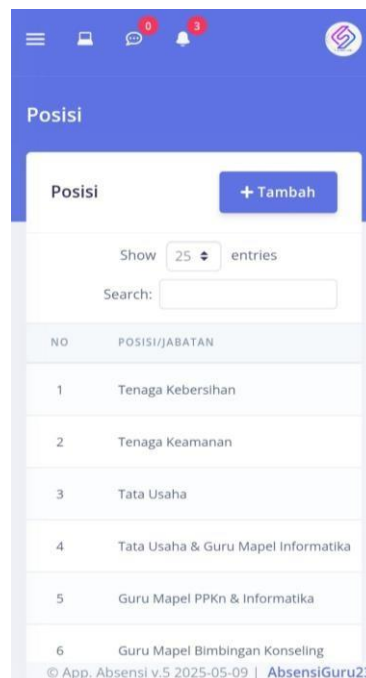 0
3
Posisi
Posisi
+ Tambah
Show 25 entries
Search:
NO POSISI/JABATAN
1 Tenaga Kebersihan
2 Tenaga Keamanan
3 Tata Usaha
4 Tata Usaha & Guru Mapel Informatika
5 Guru Mapel PPKn & Informatika
6 Guru Mapel Bimbingan Konseling
© App. Absensi v.5 2025-05-09 | AbsensiGuru23